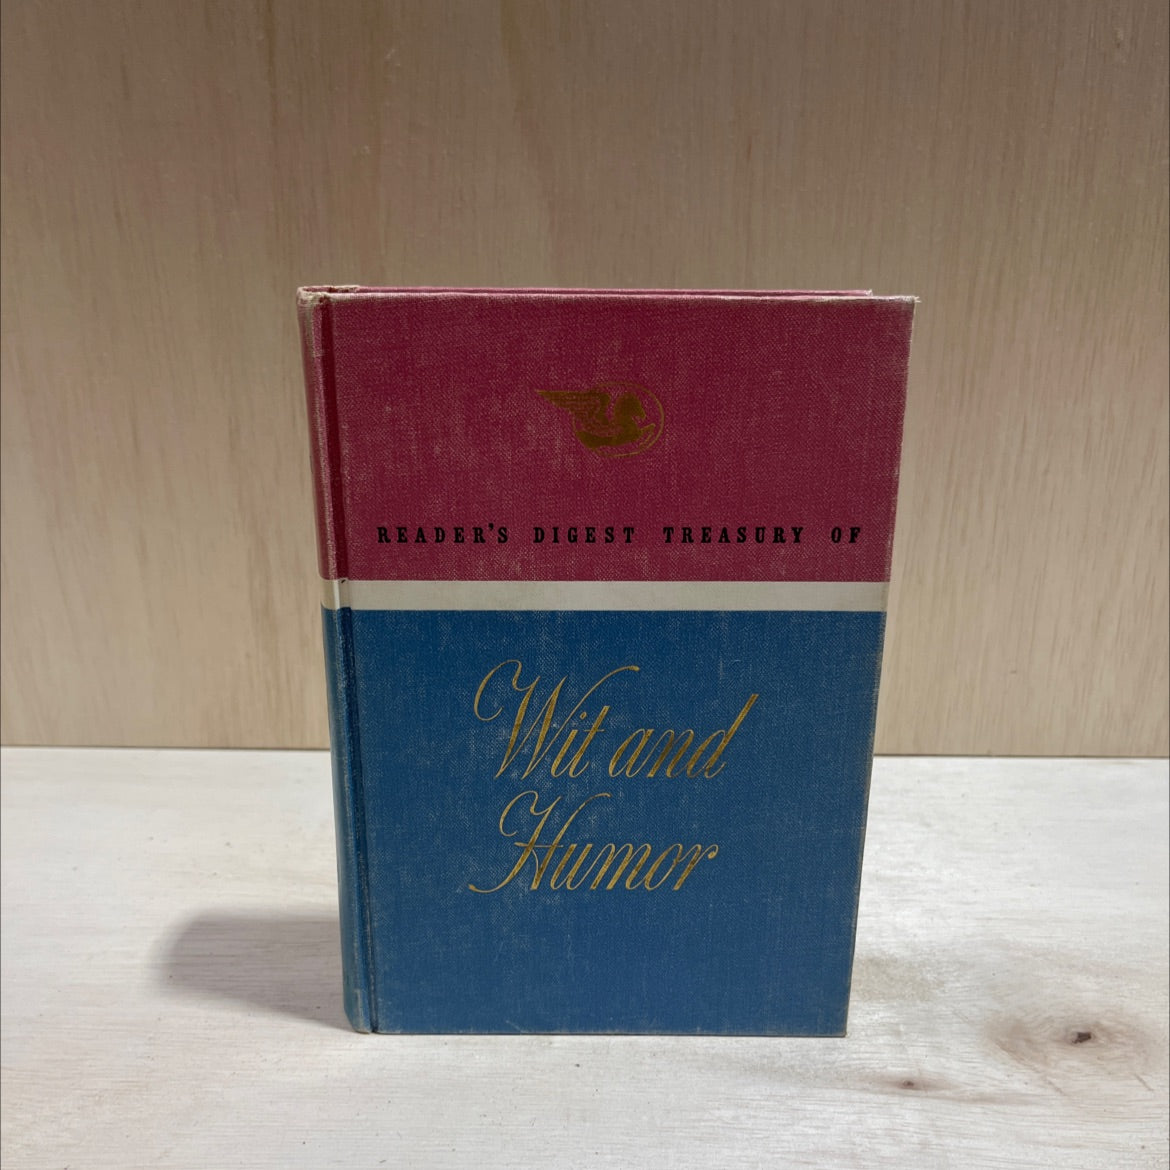 READER'S DIGEST TREASURY OF
Wit and
Humor